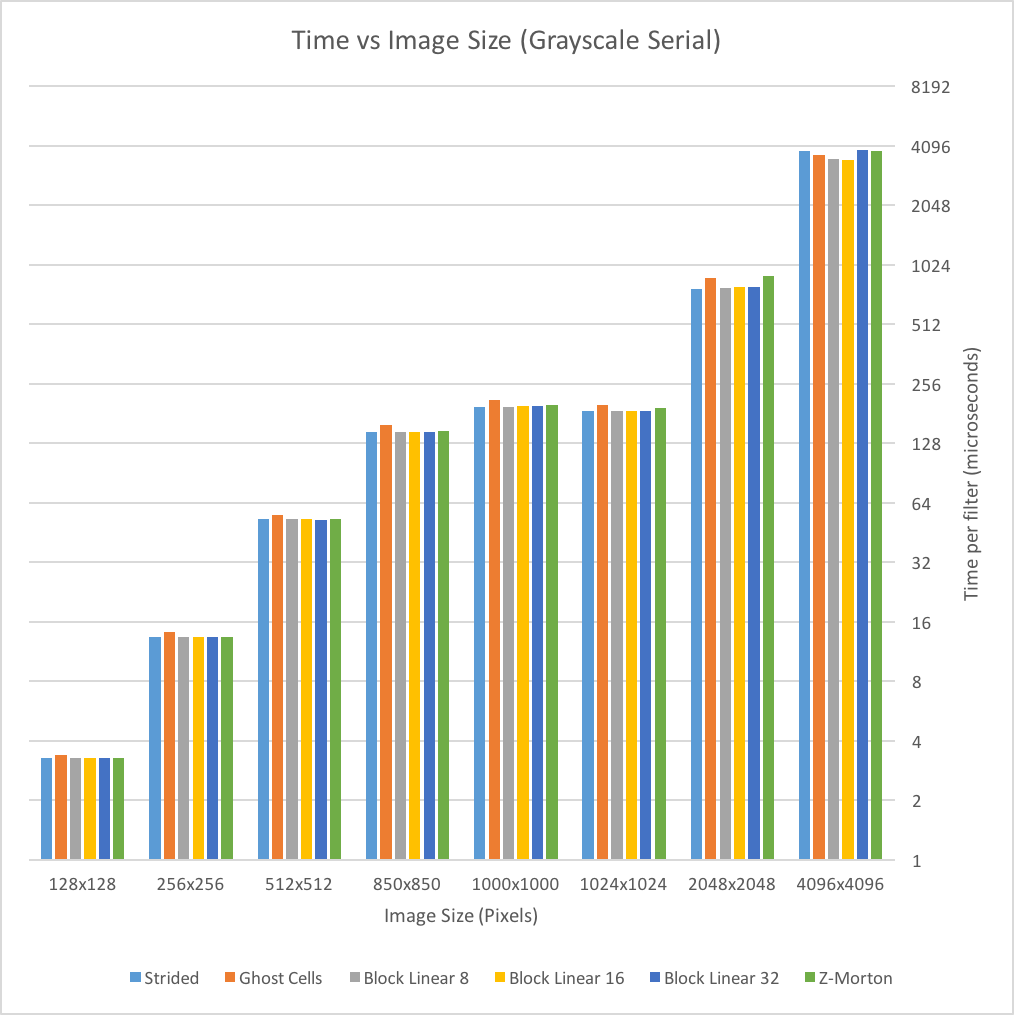 Time vs Image Size (Grayscale Serial)
8192
4096
2048
1024
512
256
128
64
32
16
8
4
2
1
Time per filter (microseconds)
128x128 256x256 512x512 850x850 1000x1000 1024x1024 2048x2048 4096x4096
Image Size (Pixels)
Strided Ghost Cells Block Linear 8 Block Linear 16 Block Linear 32 Z-Morton